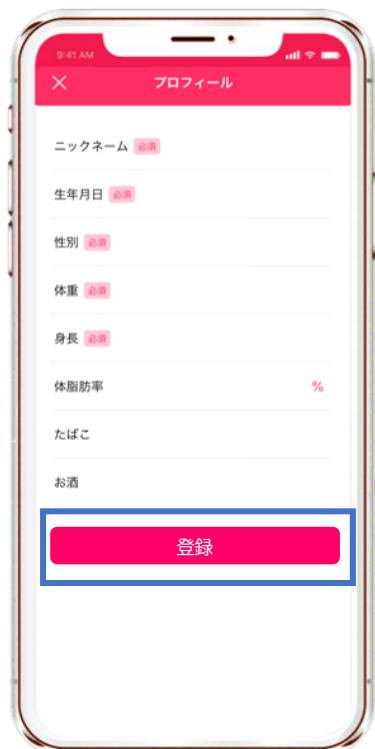 9:41 AM
プロフィール
ニックネーム 必須
生年月日 必須
性別 必須
体重 必須
身長 必須
体脂肪率 %
たばこ
お酒
登録